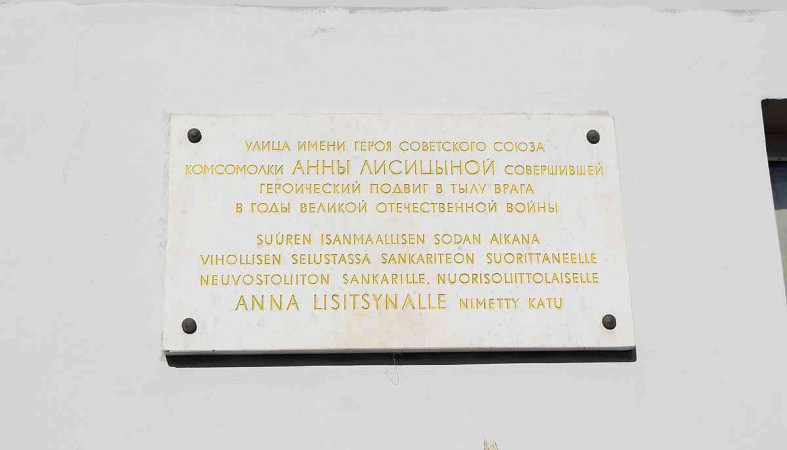 УЛИЦА ИМЕНИ ГЕРОЯ СОВЕТСКОГО СОЮЗА
КОМСОМОЛКИ АННЫ ЛИСИЦЫНОЙ СОВЕРШИВШЕЙ
ГЕРОИЧЕСКИЙ ПОДВИГ В ТЫЛУ ВРАГА
В ГОДЫ ВЕЛИКОЙ ОТЕЧЕСТВЕННОЙ ВОЙНЫ
SUUREN ISANMAALLISEN SODAN AIKANA
VIHOLLISEN SELUSTASSA SANKARITEON SUORITTANEELLE
NEUVOSTOLIITON SANKARILLE, NUORISOLIITTOLAISELLE
ANNA LISITSYNALLE NIMETTY KATU